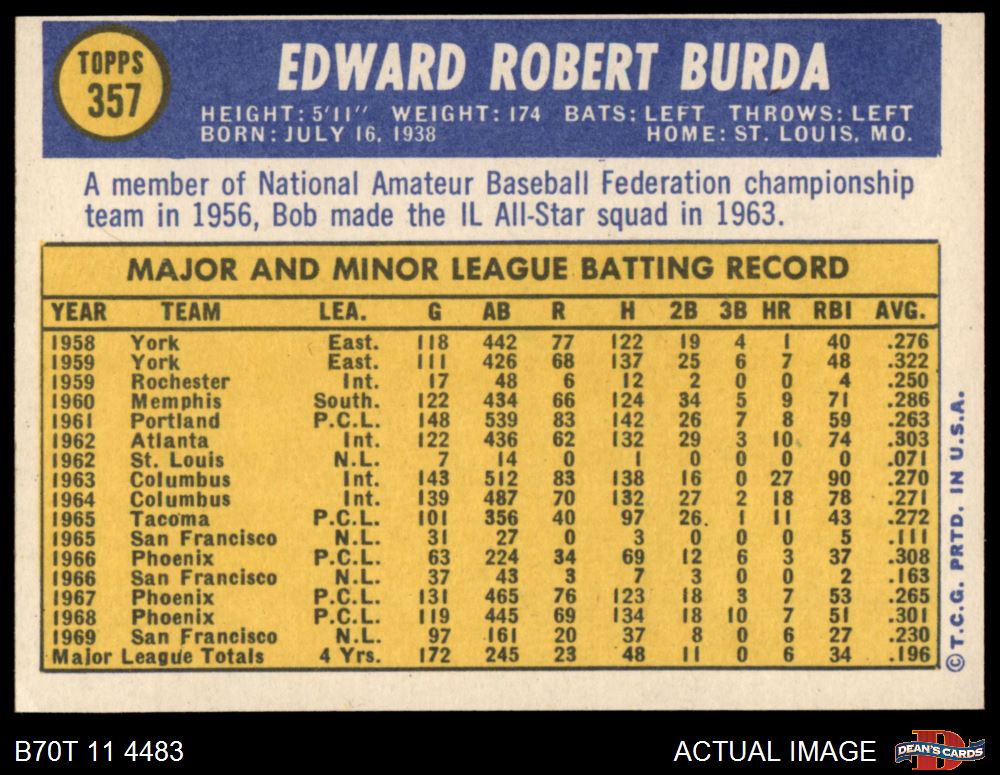 TOPPS
357
EDWARD ROBERT BURDA
HEIGHT: 5'11" WEIGHT: 174 BATS: LEFT THROWS: LEFT
BORN: JULY 16, 1938 HOME: ST. LOUIS, MO.
A member of National Amateur Baseball Federation championship
team in 1956, Bob made the IL All-Star squad in 1963.
MAJOR AND MINOR LEAGUE BATTING RECORD
YEAR TEAM LEA. G AB R H 2B 3B HR RBI AVG.
1958 York East. 118 442 77 122 19 4 1 40 .276
1959 York East. 111 426 68 137 25 6 7 48 .322
1959 Rochester Int. 17 48 6 12 2 0 0 4 .250
1960 Memphis South. 122 434 66 124 34 5 9 71 .286
1961 Portland P.C.L. 148 539 83 142 26 7 8 59 .263
1962 Atlanta Int. 122 436 62 132 29 3 10 74 .303
1962 St. Louis N.L. 7 14 0 1 0 0 0 0 .071
1963 Columbus Int. 143 512 83 138 16 0 27 90 .270
1964 Columbus Int. 139 487 70 132 27 2 18 78 .271
1965 Tacoma P.C.L. 101 356 40 97 26 1 11 43 .272
1965 San Francisco N.L. 31 27 0 3 0 0 0 5 .111
1966 Phoenix P.C.L. 63 224 34 69 12 6 3 37 .308
1966 San Francisco N.L. 37 43 3 7 3 0 0 2 .163
1967 Phoenix P.C.L. 131 465 76 123 18 3 7 53 .265
1968 Phoenix P.C.L. 119 445 69 134 18 10 7 51 .301
1969 San Francisco N.L. 97 161 20 37 8 0 6 27 .230
Major League Totals 4 Yrs. 172 245 23 48 11 0 6 34 .196
© T.C.G. PRTD. IN U.S.A.
B70T 11 4483
ACTUAL IMAGE
DEAN'S CARDS